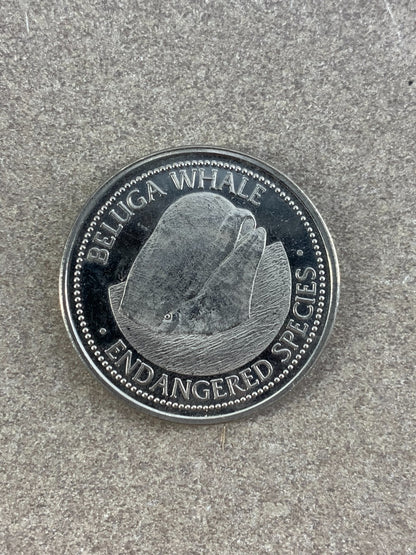 BELUGA WHALE
• ENDANGERED SPECIES •